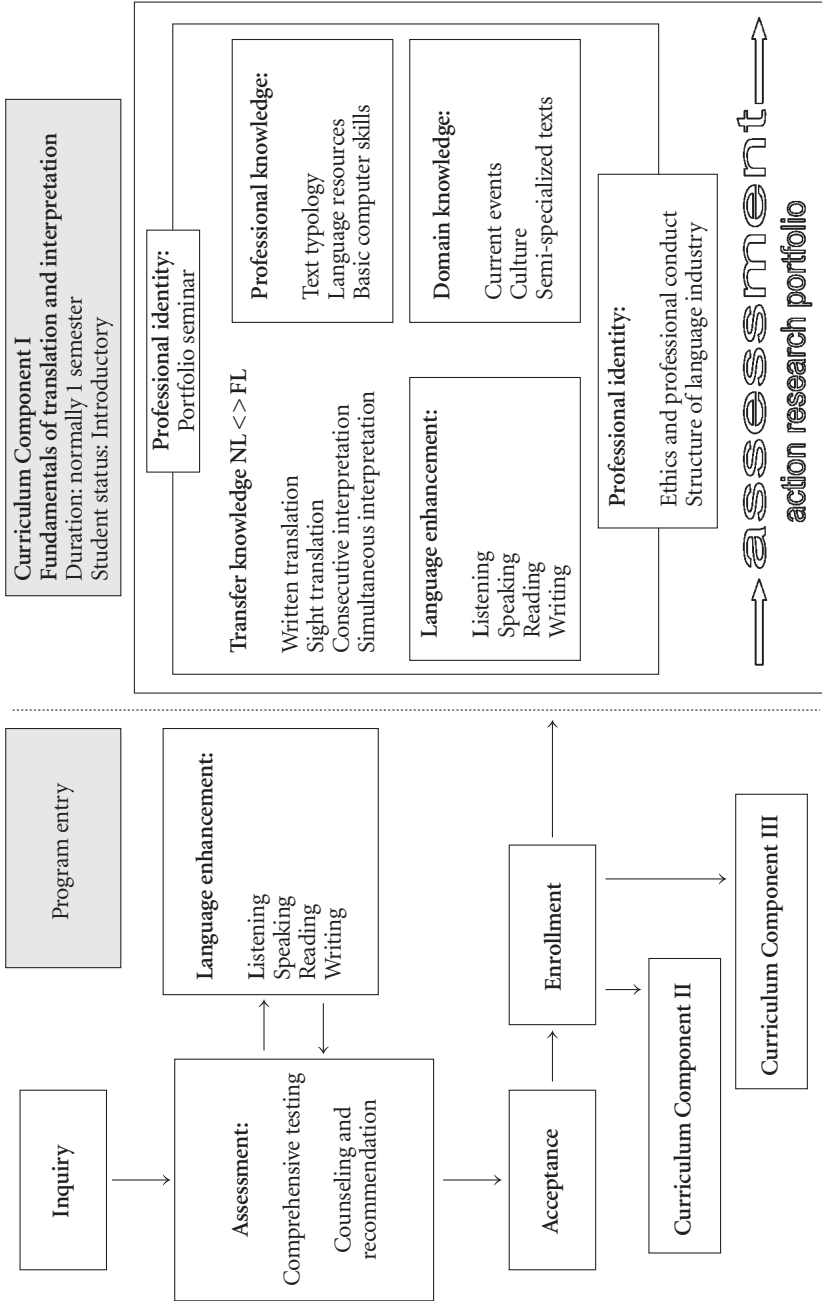 Program entry
Inquiry
Assessment:
Comprehensive testing
Counseling and
recommendation
Language enhancement:
Listening
Speaking
Reading
Writing
Acceptance
Enrollment
Curriculum Component II
Curriculum Component III
Curriculum Component I
Fundamentals of translation and interpretation
Duration: normally 1 semester
Student status: Introductory
Professional identity:
Portfolio seminar
Transfer knowledge NL <> FL
Written translation
Sight translation
Consecutive interpretation
Simultaneous interpretation
Professional knowledge:
Text typology
Language resources
Basic computer skills
Language enhancement:
Listening
Speaking
Reading
Writing
Domain knowledge:
Current events
Culture
Semi-specialized texts
Professional identity:
Ethics and professional conduct
Structure of language industry
assessment
action research portfolio